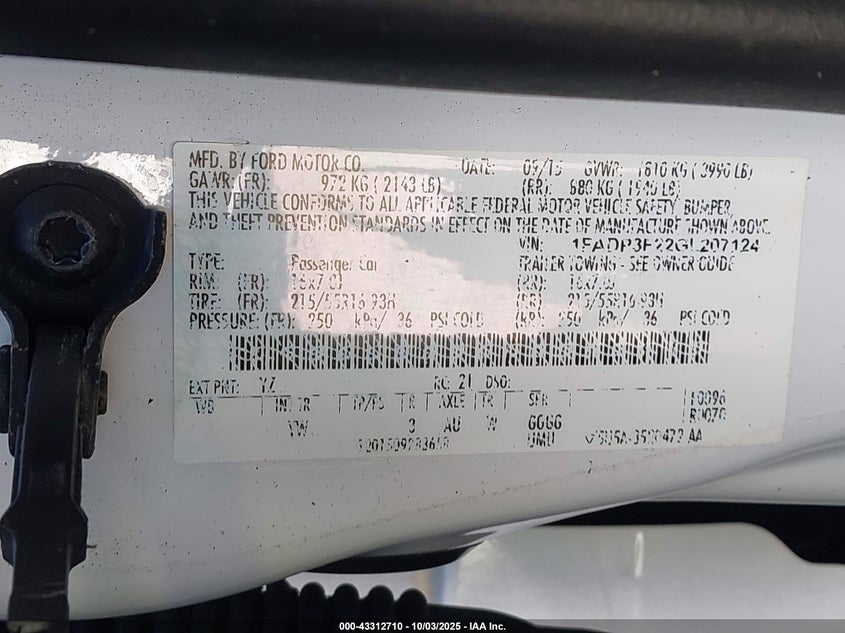 MFD. BY FORD MOTOR CO. DATE: 09/15 GVWR: 1810 KG ( 3990 LB)
GAWR (FR): 972 KG ( 2143 LB) (RR): 880 KG ( 1940 LB)
THIS VEHICLE CONFORMS TO ALL APPLICABLE FEDERAL MOTOR VEHICLE SAFETY, BUMPER,
AND THEFT PREVENTION STANDARDS IN EFFECT ON THE DATE OF MANUFACTURE SHOWN ABOVE.
VIN: 1FADP3F22GL207124
TYPE: Passenger Car TRAILER TOWING - SEE OWNER GUIDE
RIM (FR): 16x7.0J (RR): 16x7.0J
TIRE: (FR): 215/55R16 93H (RR): 215/55R16 93H
PRESSURE: (FR): 250 kPa/ 36 PSI COLD (RR): 250 kPa/ 36 PSI COLD
EXT PNT: YZ RC: 21 DSO:
WB INT TR TP/PS R AXLE TR SPR
YW 3 AU W GGGG
UMU
000-43312710 - 10/03/2025 - IAA Inc.